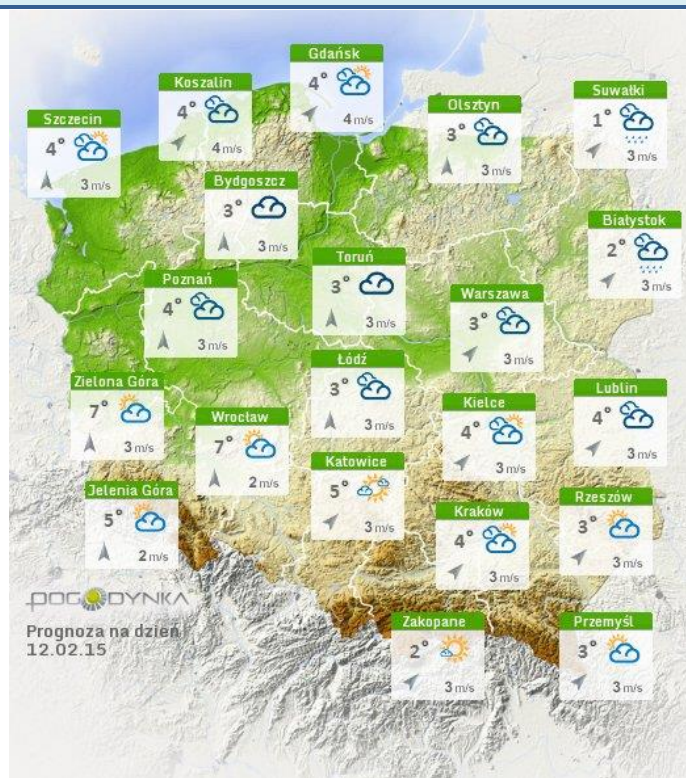 Gdańsk
4°
4 m/s
Koszalin
4°
4 m/s
Szczecin
4°
3 m/s
Olsztyn
3°
3 m/s
Suwałki
1°
3 m/s
Bydgoszcz
3°
3 m/s
Białystok
2°
3 m/s
Toruń
3°
3 m/s
Poznań
4°
3 m/s
Warszawa
3°
3 m/s
Łódź
3°
3 m/s
Zielona Góra
7°
3 m/s
Wrocław
7°
2 m/s
Kielce
4°
3 m/s
Lublin
4°
3 m/s
Katowice
5°
3 m/s
Jelenia Góra
5°
2 m/s
Kraków
4°
3 m/s
Rzeszów
3°
3 m/s
POGODYNKA
Prognoza na dzień
12.02.15
Zakopane
2°
3 m/s
Przemyśl
3°
3 m/s